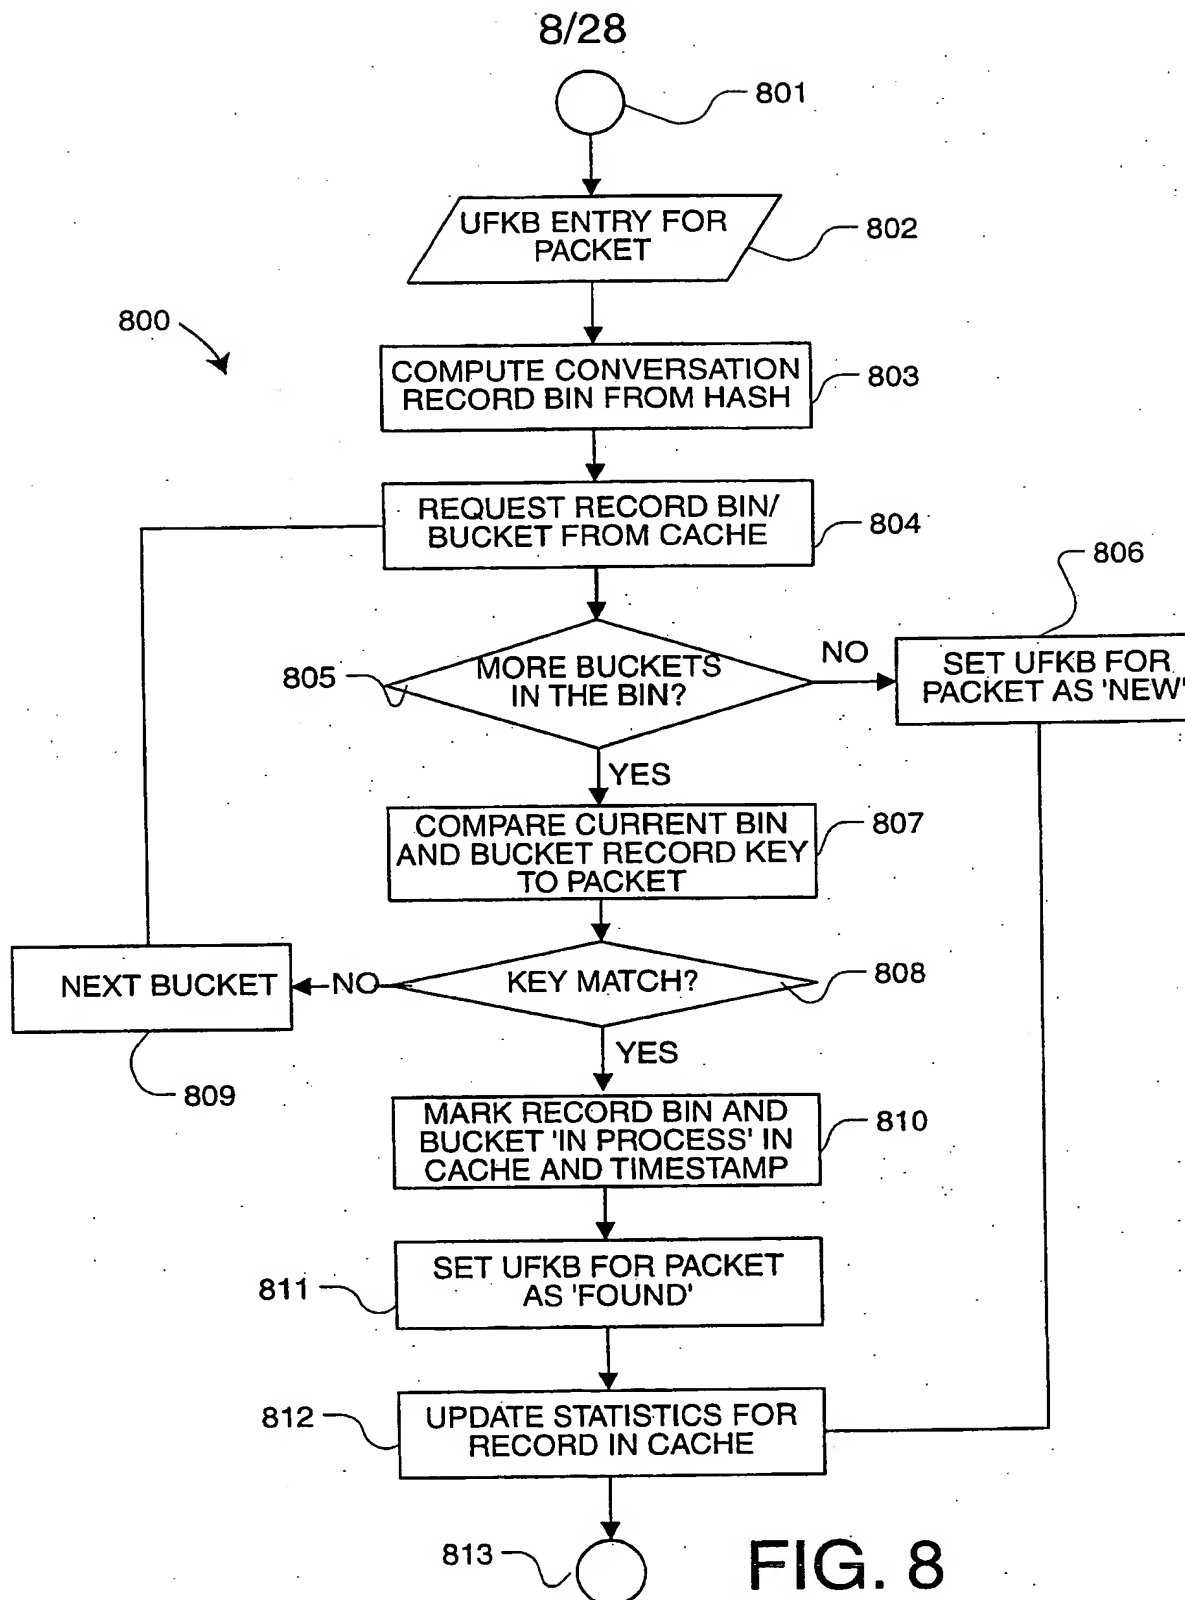 8/28
801
UFKB ENTRY FOR
PACKET
802
800
COMPUTE CONVERSATION
RECORD BIN FROM HASH
803
REQUEST RECORD BIN/
BUCKET FROM CACHE
804
806
805
MORE BUCKETS
IN THE BIN?
NO
SET UFKB FOR
PACKET AS 'NEW'
YES
COMPARE CURRENT BIN
AND BUCKET RECORD KEY
TO PACKET
807
NEXT BUCKET
NO
KEY MATCH?
808
809
YES
MARK RECORD BIN AND
BUCKET 'IN PROCESS' IN
CACHE AND TIMESTAMP
810
811
SET UFKB FOR PACKET
AS 'FOUND'
812
UPDATE STATISTICS FOR
RECORD IN CACHE
813
FIG. 8